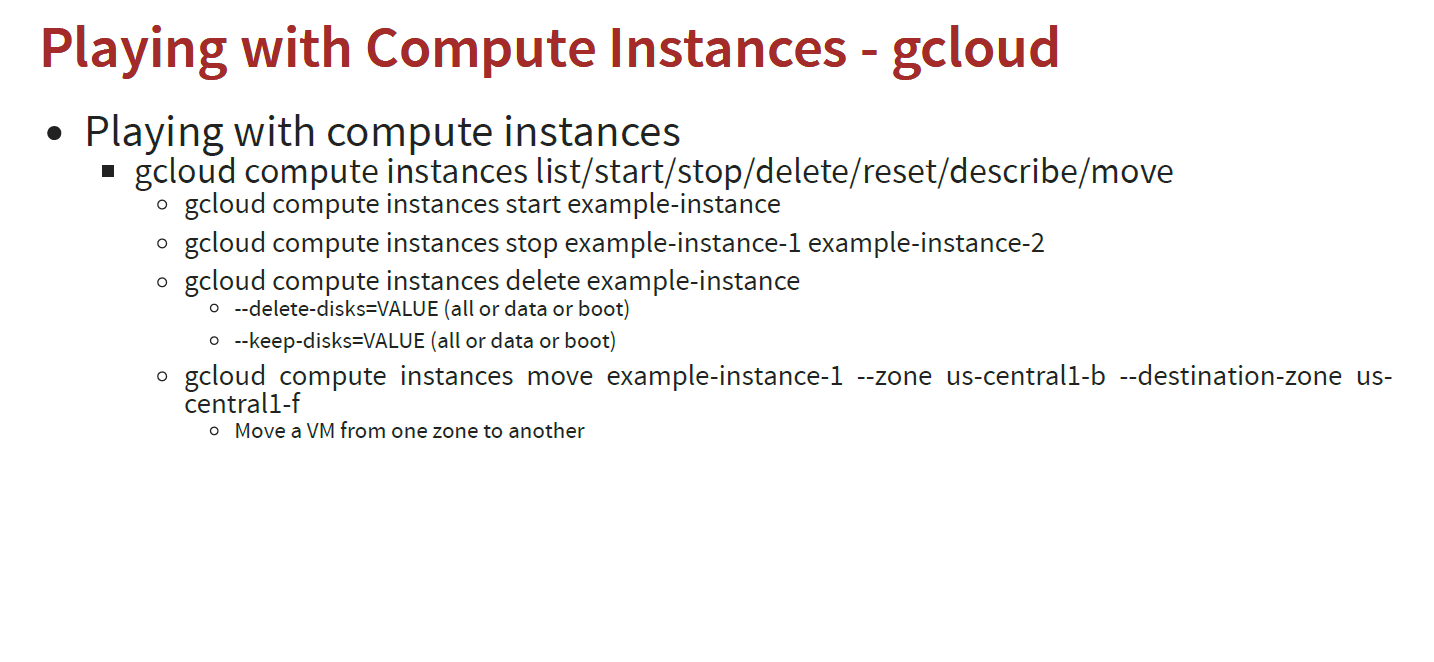 Playing with Compute Instances - gcloud
Playing with compute instances
gcloud compute instances list/start/stop/delete/reset/describe/move
gcloud compute instances start example-instance
gcloud compute instances stop example-instance-1 example-instance-2
gcloud compute instances delete example-instance
--delete-disks=VALUE (all or data or boot)
--keep-disks=VALUE (all or data or boot)
gcloud compute instances move example-instance-1 --zone us-central1-b --destination-zone us-
central1-f
Move a VM from one zone to another